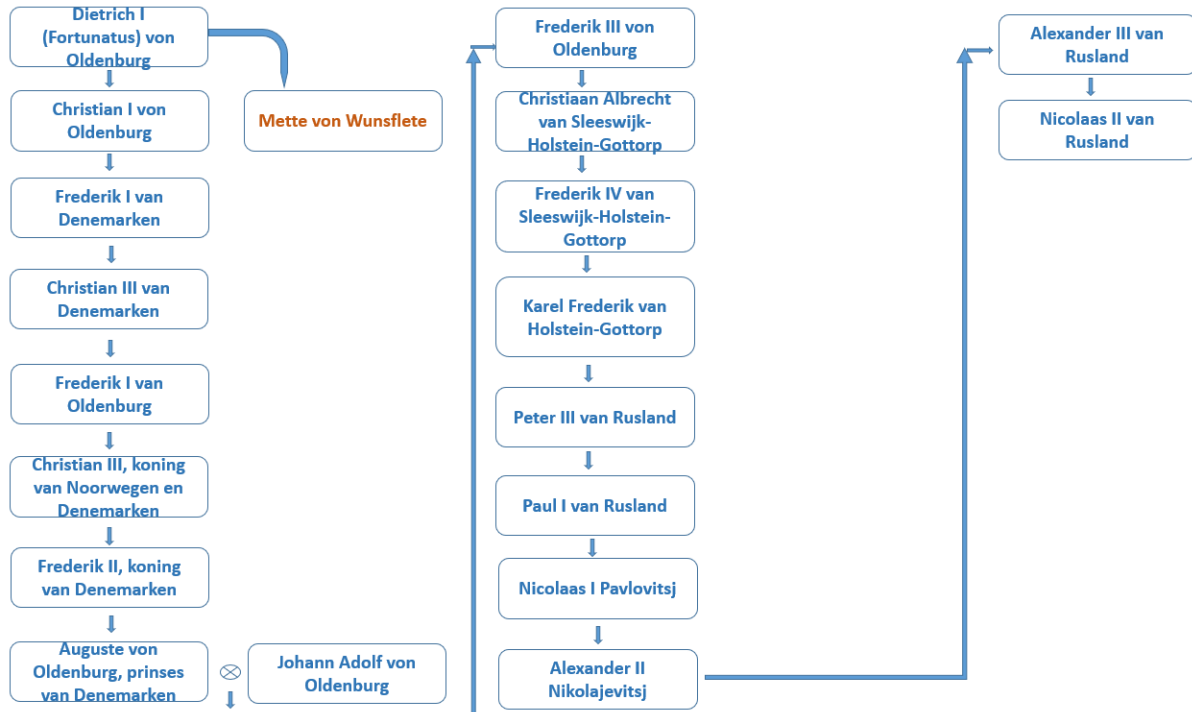 Dietrich I
(Fortunatus) von
Oldenburg
Christian I von
Oldenburg
Mette von Wunsflete
Frederik I van
Denemarken
Christian III van
Denemarken
Frederik I van
Oldenburg
Christian III, koning
van Noorwegen en
Denemarken
Frederik II, koning
van Denemarken
Auguste von
Oldenburg, prinses
van Denemarken
Johann Adolf von
Oldenburg
Frederik III von
Oldenburg
Christiaan Albrecht
van Sleeswijk-
Holstein-Gottorp
Frederik IV van
Sleeswijk-Holstein-
Gottorp
Karel Frederik van
Holstein-Gottorp
Peter III van Rusland
Paul I van Rusland
Nicolaas I Pavlovitsj
Alexander II
Nikolajevitsj
Alexander III van
Rusland
Nicolaas II van
Rusland